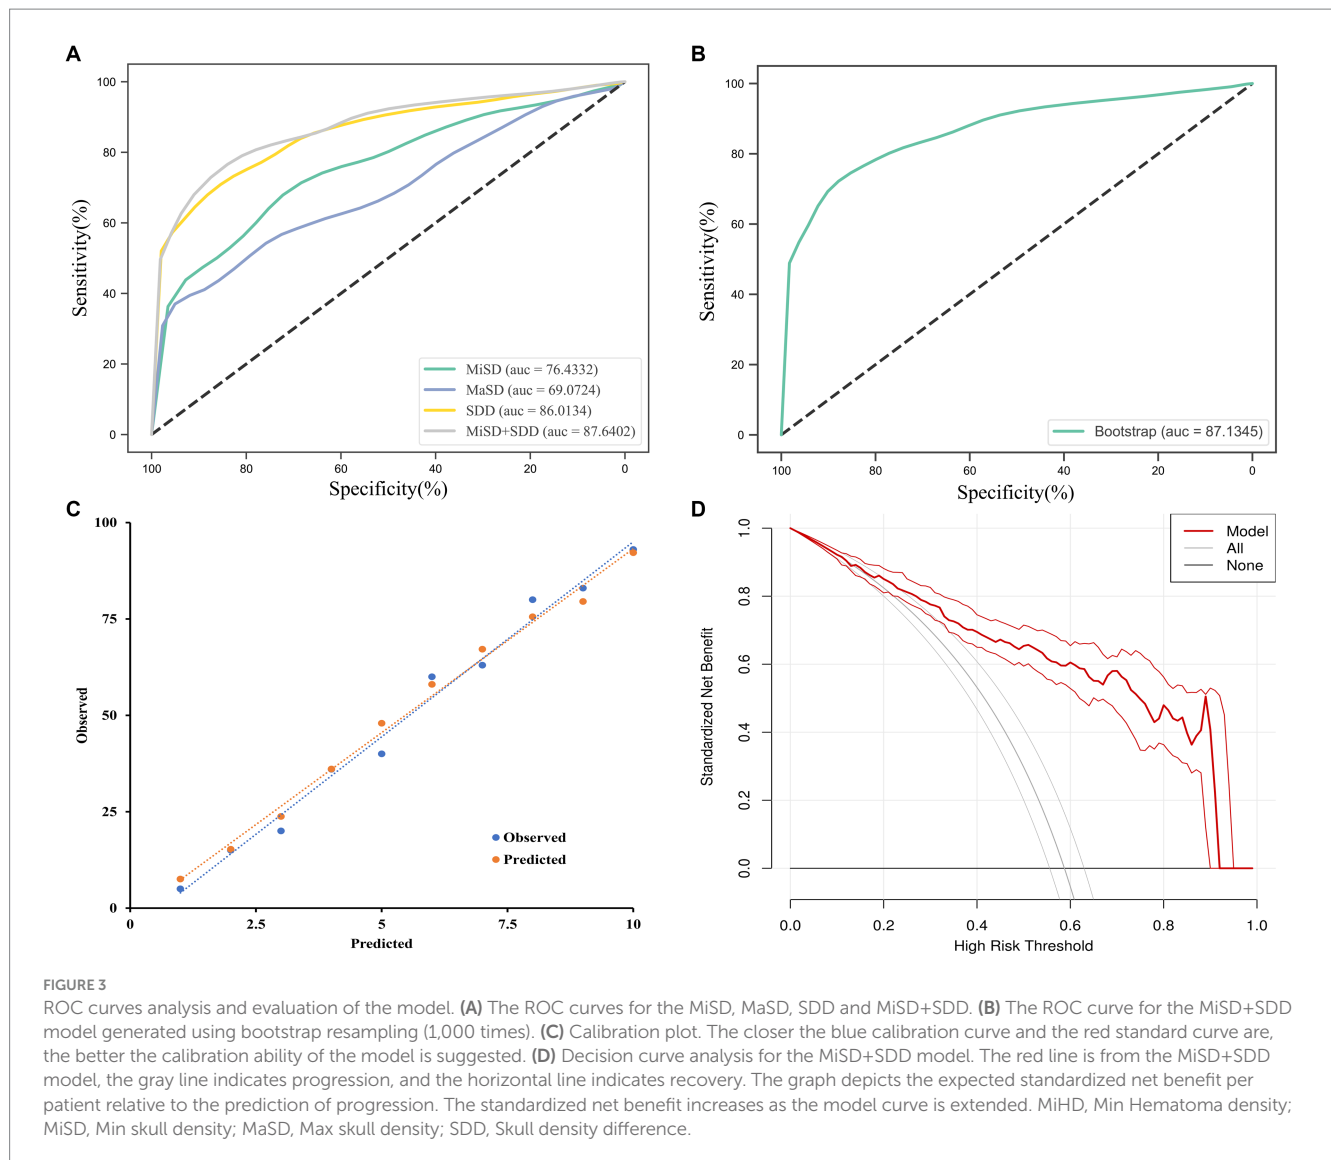 A
100
80
60
40
20
0
Sensitivity(%)
MiSD (auc = 76.4332)
MaSD (auc = 69.0724)
SDD (auc = 86.0134)
MiSD+SDD (auc = 87.6402)
100 80 60 40 20 0
Specificity(%)
B
100
80
60
40
20
0
Sensitivity(%)
Bootstrap (auc = 87.1345)
100 80 60 40 20 0
Specificity(%)
C
100
75
50
25
0
Observed
Observed
Predicted
0 2.5 5 7.5 10
Predicted
D
1.0
0.8
0.6
0.4
0.2
0.0
Standardized Net Benefit
Model
All
None
0.0 0.2 0.4 0.6 0.8 1.0
High Risk Threshold
FIGURE 3
ROC curves analysis and evaluation of the model. (A) The ROC curves for the MiSD, MaSD, SDD and MiSD+SDD. (B) The ROC curve for the MiSD+SDD
model generated using bootstrap resampling (1,000 times). (C) Calibration plot. The closer the blue calibration curve and the red standard curve are,
the better the calibration ability of the model is suggested. (D) Decision curve analysis for the MiSD+SDD model. The red line is from the MiSD+SDD
model, the gray line indicates progression, and the horizontal line indicates recovery. The graph depicts the expected standardized net benefit per
patient relative to the prediction of progression. The standardized net benefit increases as the model curve is extended. MiHD, Min Hematoma density;
MiSD, Min skull density; MaSD, Max skull density; SDD, Skull density difference.